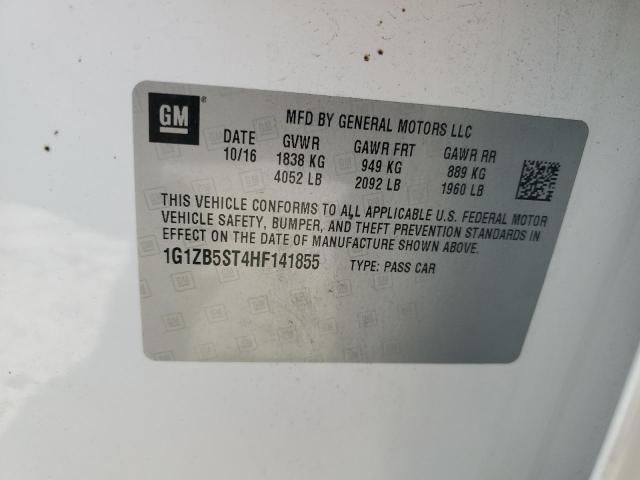 GM
MFD BY GENERAL MOTORS LLC
DATE GVWR GAWR FRT GAWR RR
10/16 1838 KG 949 KG 889 KG
4052 LB 2092 LB 1960 LB
THIS VEHICLE CONFORMS TO ALL APPLICABLE U.S. FEDERAL MOTOR
VEHICLE SAFETY, BUMPER, AND THEFT PREVENTION STANDARDS IN
EFFECT ON THE DATE OF MANUFACTURE SHOWN ABOVE.
1G1ZB5ST4HF141855 TYPE: PASS CAR